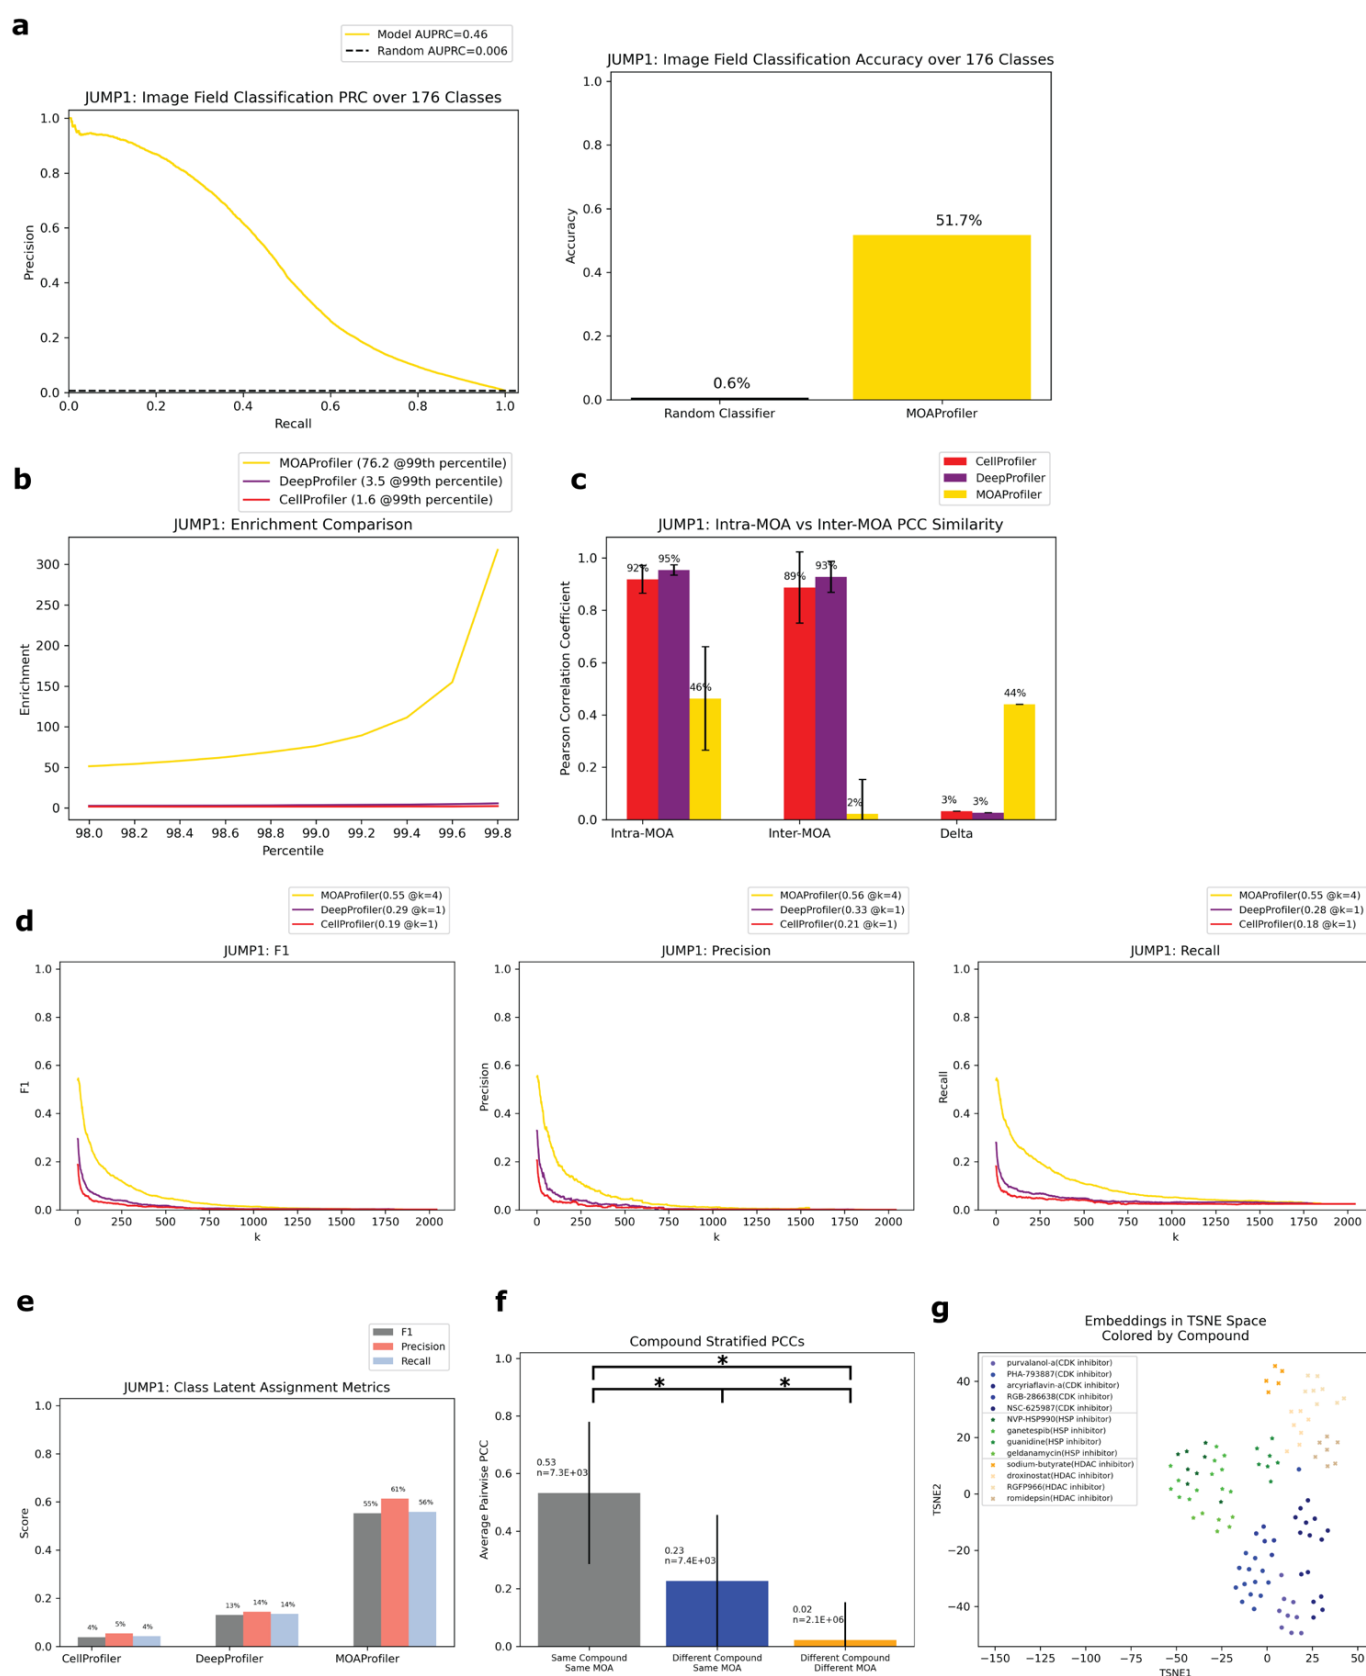 a
Model AUPRC=0.46
Random AUPRC=0.006
JUMP1: Image Field Classification PRC over 176 Classes
Precision
1.0
0.8
0.6
0.4
0.2
0.0
0.0 0.2 0.4 0.6 0.8 1.0
Recall
JUMP1: Image Field Classification Accuracy over 176 Classes
Accuracy
1.0
0.8
0.6
0.4
0.2
0.0
0.6%
51.7%
Random Classifier MOAProfiler
b
MOAProfiler (76.2 @99th percentile)
DeepProfiler (3.5 @99th percentile)
CellProfiler (1.6 @99th percentile)
JUMP1: Enrichment Comparison
Enrichment
300
250
200
150
100
50
0
98.0 98.2 98.4 98.6 98.8 99.0 99.2 99.4 99.6 99.8
Percentile
c
CellProfiler
DeepProfiler
MOAProfiler
JUMP1: Intra-MOA vs Inter-MOA PCC Similarity
Pearson Correlation Coefficient
1.0
0.8
0.6
0.4
0.2
0.0
92% 95% 46%
89% 93% 2%
3% 3% 44%
Intra-MOA Inter-MOA Delta
d
MOAProfiler(0.55 @k=4)
DeepProfiler(0.29 @k=1)
CellProfiler(0.19 @k=1)
JUMP1: F1
F1
1.0
0.8
0.6
0.4
0.2
0.0
0 250 500 750 1000 1250 1500 1750 2000
k
MOAProfiler(0.56 @k=4)
DeepProfiler(0.33 @k=1)
CellProfiler(0.21 @k=1)
JUMP1: Precision
Precision
1.0
0.8
0.6
0.4
0.2
0.0
0 250 500 750 1000 1250 1500 1750 2000
k
MOAProfiler(0.55 @k=4)
DeepProfiler(0.28 @k=1)
CellProfiler(0.18 @k=1)
JUMP1: Recall
Recall
1.0
0.8
0.6
0.4
0.2
0.0
0 250 500 750 1000 1250 1500 1750 2000
k
e
F1
Precision
Recall
JUMP1: Class Latent Assignment Metrics
Score
1.0
0.8
0.6
0.4
0.2
0.0
4% 5% 4%
13% 14% 14%
55% 61% 56%
CellProfiler DeepProfiler MOAProfiler
f
Compound Stratified PCCs
Average Pairwise PCC
1.0
0.8
0.6
0.4
0.2
0.0
*
* *
0.53
n=7.3E+03
0.23
n=7.4E+03
0.02
n=2.1E+06
Same Compound
Same MOA
Different Compound
Same MOA
Different Compound
Different MOA
g
Embeddings in TSNE Space
Colored by Compound
purvalanol-a(CDK inhibitor)
PHA-793887(CDK inhibitor)
arcyriaflavin-a(CDK inhibitor)
RGB-286638(CDK inhibitor)
NSC-625987(CDK inhibitor)
NVP-HSP990(HSP inhibitor)
ganetespib(HSP inhibitor)
guanidine(HSP inhibitor)
geldanamycin(HSP inhibitor)
sodium-butyrate(HDAC inhibitor)
droxinostat(HDAC inhibitor)
RGFP966(HDAC inhibitor)
romidepsin(HDAC inhibitor)
TSNE2
40
20
0
−20
−40
−150 −125 −100 −75 −50 −25 0 25 50
TSNE1